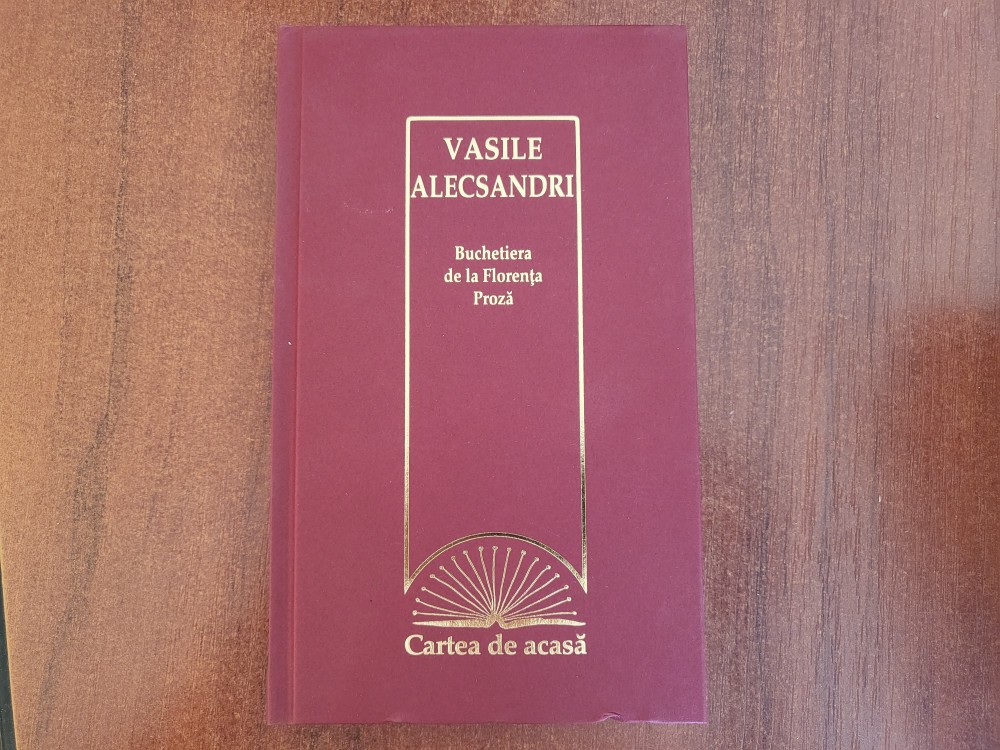 VASILE
ALECSANDRI
Buchetiera
de la Florenţa
Proză
Cartea de acasă